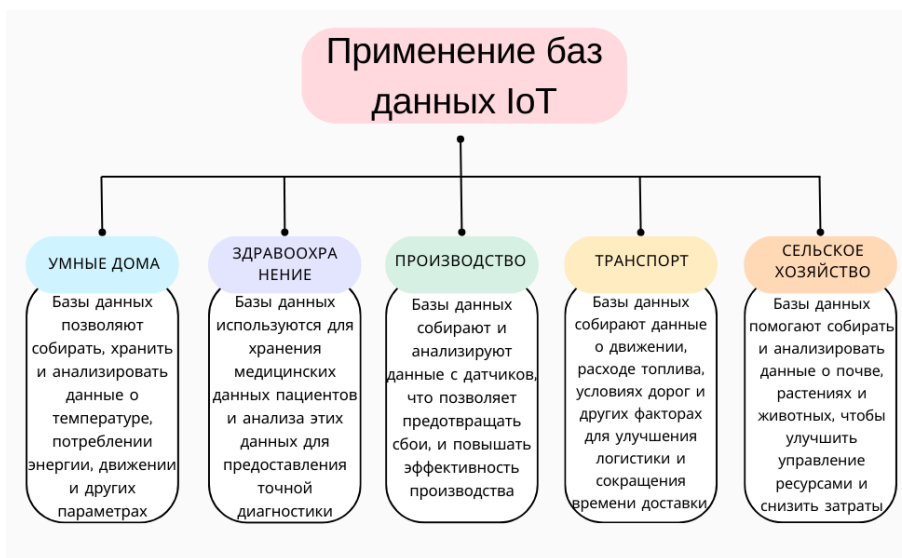 Применение баз
данных IoT
УМНЫЕ ДОМА
Базы данных
позволяют
собирать, хранить
и анализировать
данные о
температуре,
потреблении
энергии, движении
и других
параметрах
ЗДРАВООХРА
НЕНИЕ
Базы данных
используются для
хранения
медицинских
данных пациентов
и анализа этих
данных для
предоставления
точной
диагностики
ПРОИЗВОДСТВО
Базы данных
собирают и
анализируют
данные с датчиков,
что позволяет
предотвращать
сбои, и повышать
эффективность
производства
ТРАНСПОРТ
Базы данных
собирают данные
о движении,
расходе топлива,
условиях дорог и
других факторах
для улучшения
логистики и
сокращения
времени доставки
СЕЛЬСКОЕ
ХОЗЯЙСТВО
Базы данных
помогают собирать
и анализировать
данные о почве,
растениях и
животных, чтобы
улучшить
управление
ресурсами и
снизить затраты